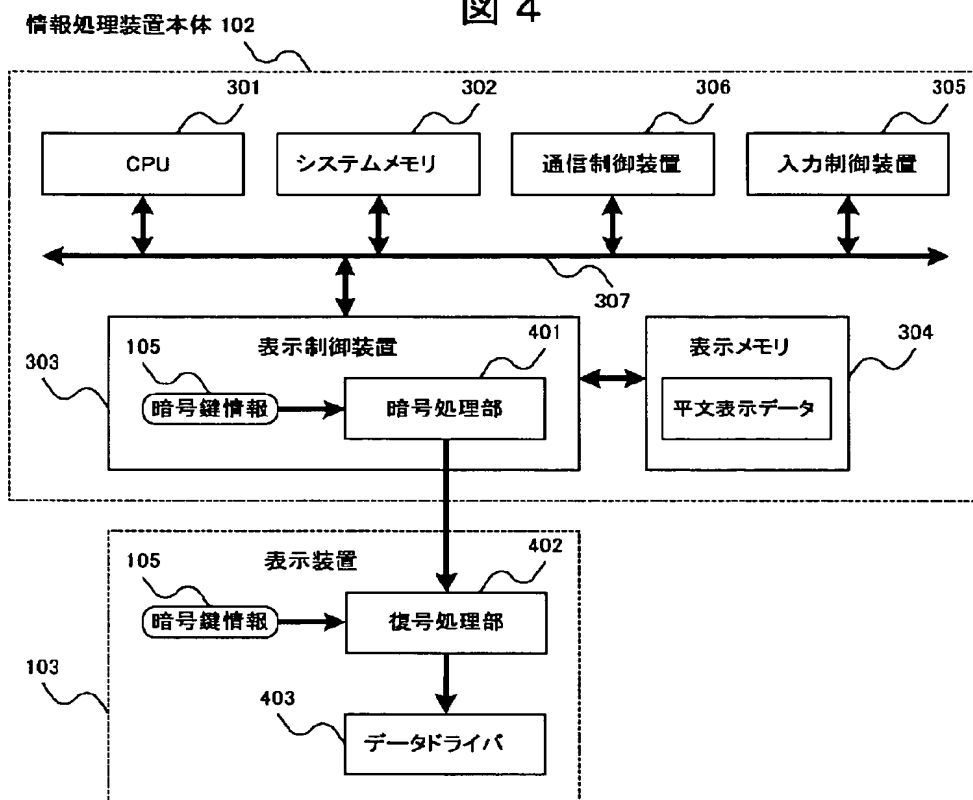 図 4
情報処理装置本体 102
301
302
306
305
CPU
システムメモリ
通信制御装置
入力制御装置
307
303
表示制御装置
105
401
暗号鍵情報
暗号処理部
表示メモリ
304
平文表示データ
表示装置
105
402
暗号鍵情報
復号処理部
103
403
データドライバ